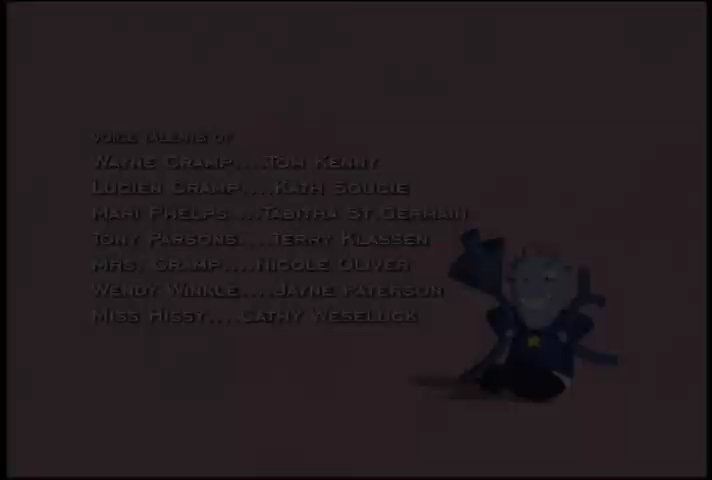 VOICE TALENTS OF
WAYNE CRAMP....TOM KENNY
LUCIEN CRAMP....KATH SOUCIE
MARI PHELPS....TABITHA ST.GERMAIN
TONY PARSONS....TERRY KLASSEN
MRS. CRAMP....NICOLE OLIVER
WENDY WINKLE....JAYNE PATERSON
MISS HISSY....CATHY WESELUCK